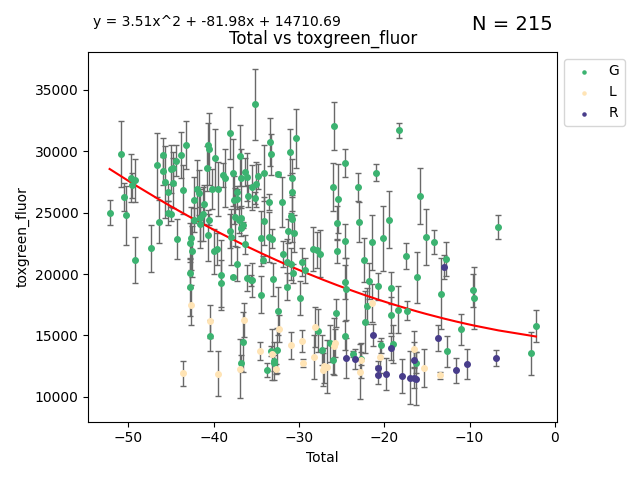 y = 3.51x^2 + -81.98x + 14710.69
N = 215
Total vs toxgreen_fluor
G
L
R
toxgreen_fluor
35000
30000
25000
20000
15000
10000
−50 −40 −30 −20 −10 0
Total